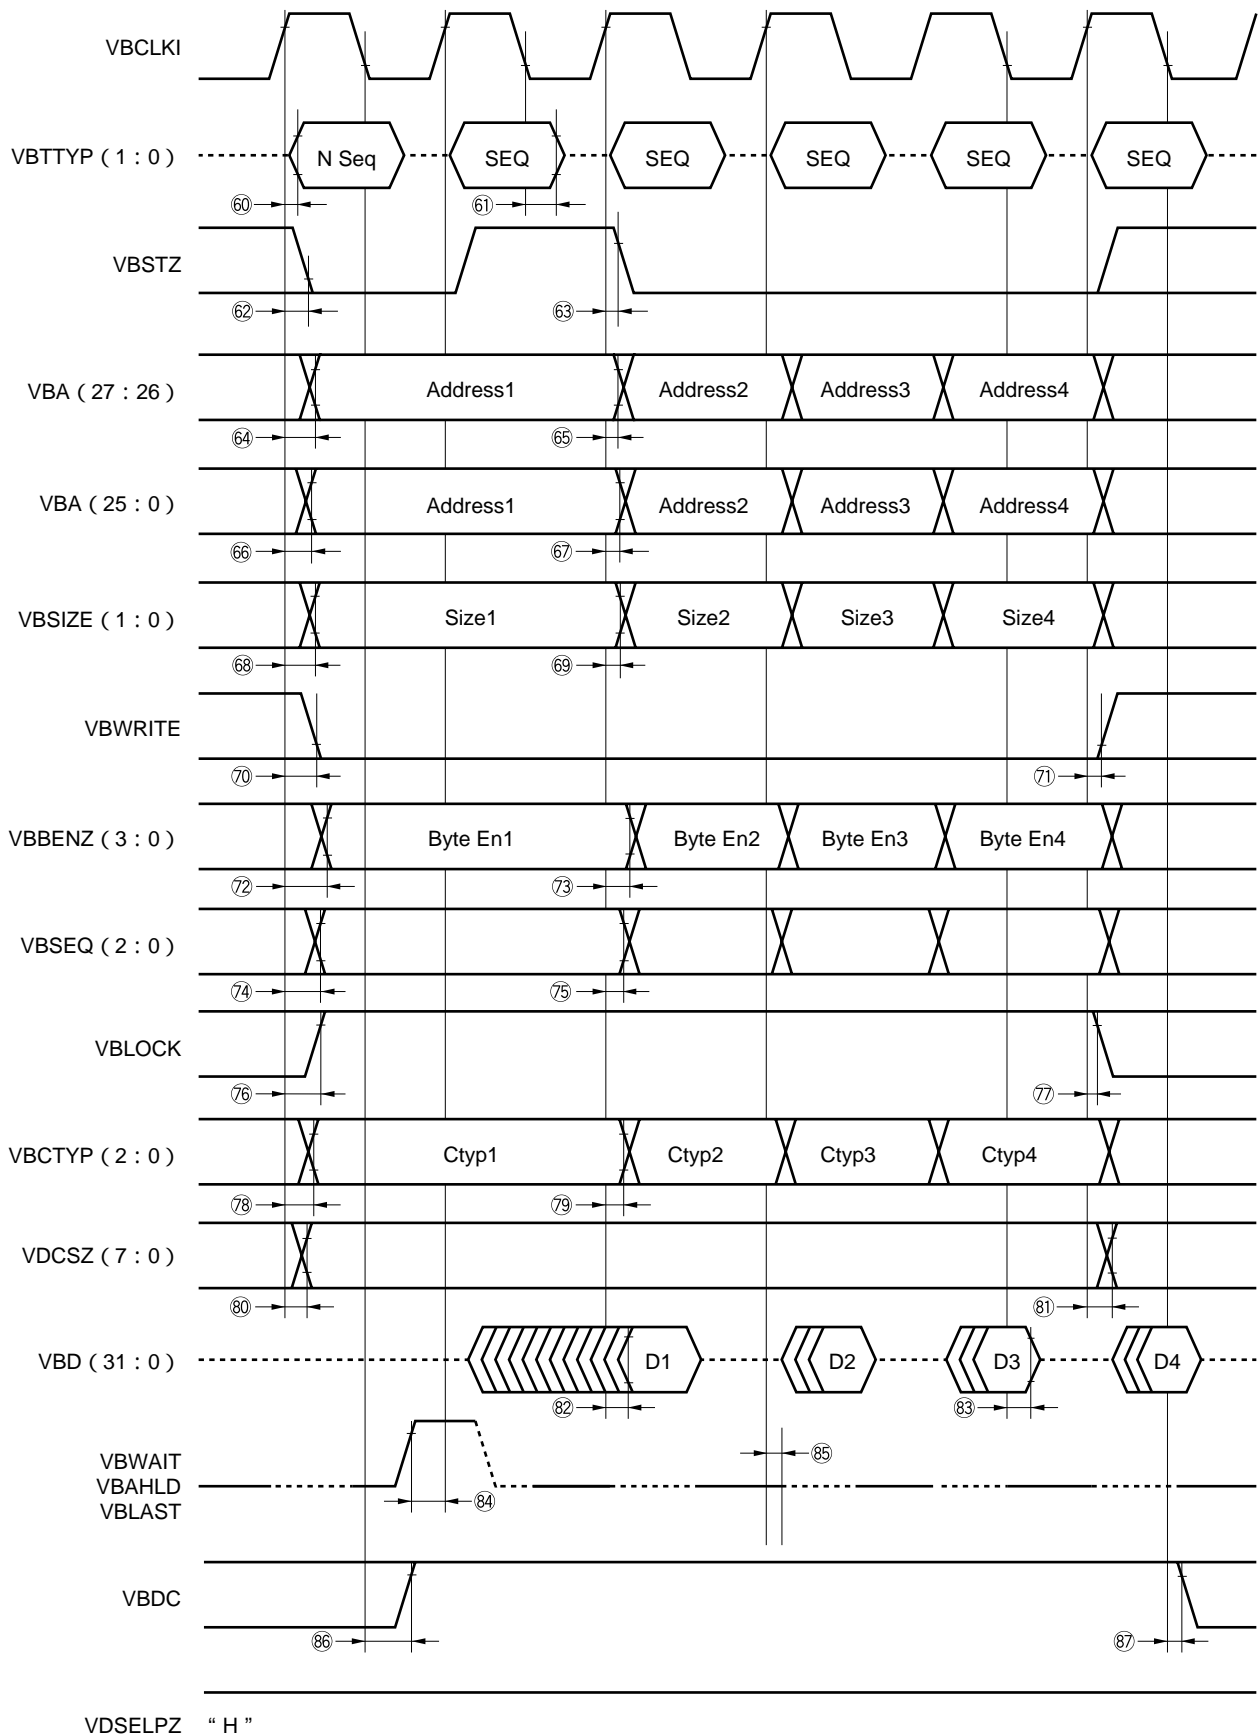 VBCLKI
VBTTYP ( 1 : 0 ) N Seq SEQ SEQ SEQ SEQ SEQ
60 61
VBSTZ
62 63
VBA ( 27 : 26 ) Address1 Address2 Address3 Address4
64 65
VBA ( 25 : 0 ) Address1 Address2 Address3 Address4
66 67
VBSIZE ( 1 : 0 ) Size1 Size2 Size3 Size4
68 69
VBWRITE
70 71
VBBENZ ( 3 : 0 ) Byte En1 Byte En2 Byte En3 Byte En4
72 73
VBSEQ ( 2 : 0 )
74 75
VBLOCK
76 77
VBCTYP ( 2 : 0 ) Ctyp1 Ctyp2 Ctyp3 Ctyp4
78 79
VDCSZ ( 7 : 0 )
80 81
VBD ( 31 : 0 ) D1 D2 D3 D4
82 83
VBWAIT 85
VBAHLD
VBLAST 84
VBDC
86 87
VDSELPZ “ H ”